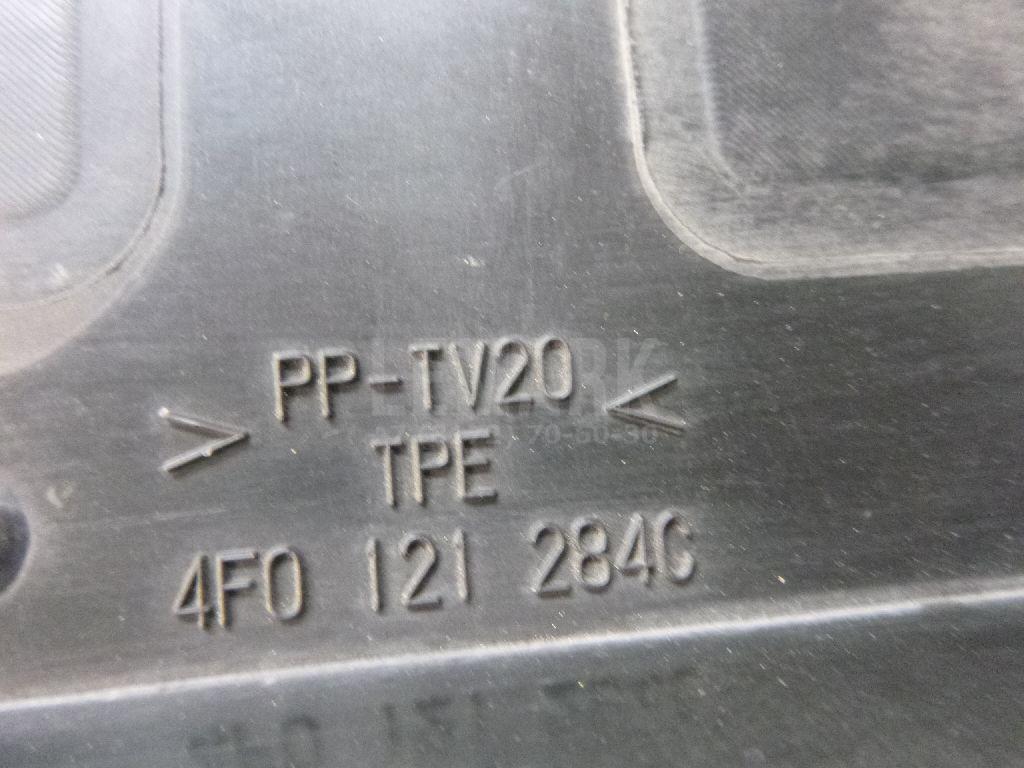 PP-TV20
> <
TPE
4F0 121 284C